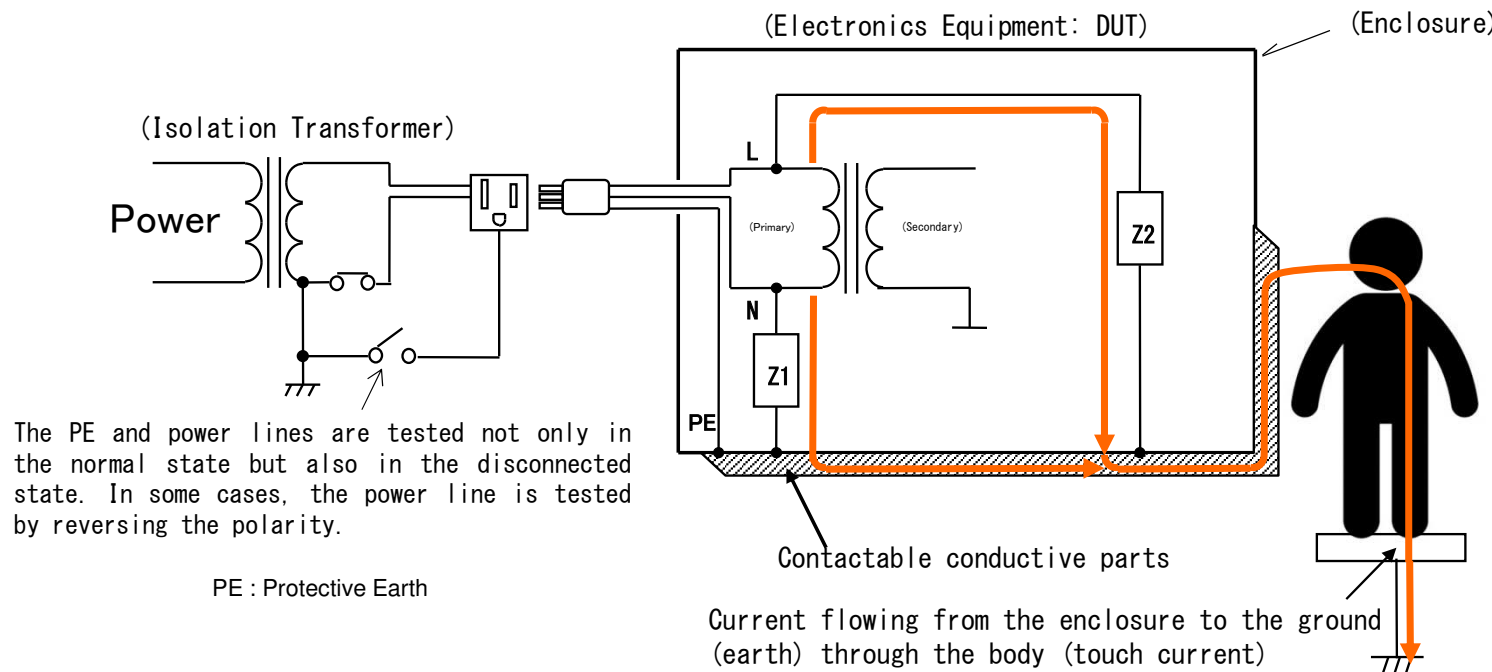 (Electronics Equipment: DUT)
(Enclosure)
(Isolation Transformer)
L
Power
(Primary)
(Secondary)
Z2
N
Z1
PE
The PE and power lines are tested not only in
the normal state but also in the disconnected
state. In some cases, the power line is tested
by reversing the polarity.
PE : Protective Earth
Contactable conductive parts
Current flowing from the enclosure to the ground
(earth) through the body (touch current)